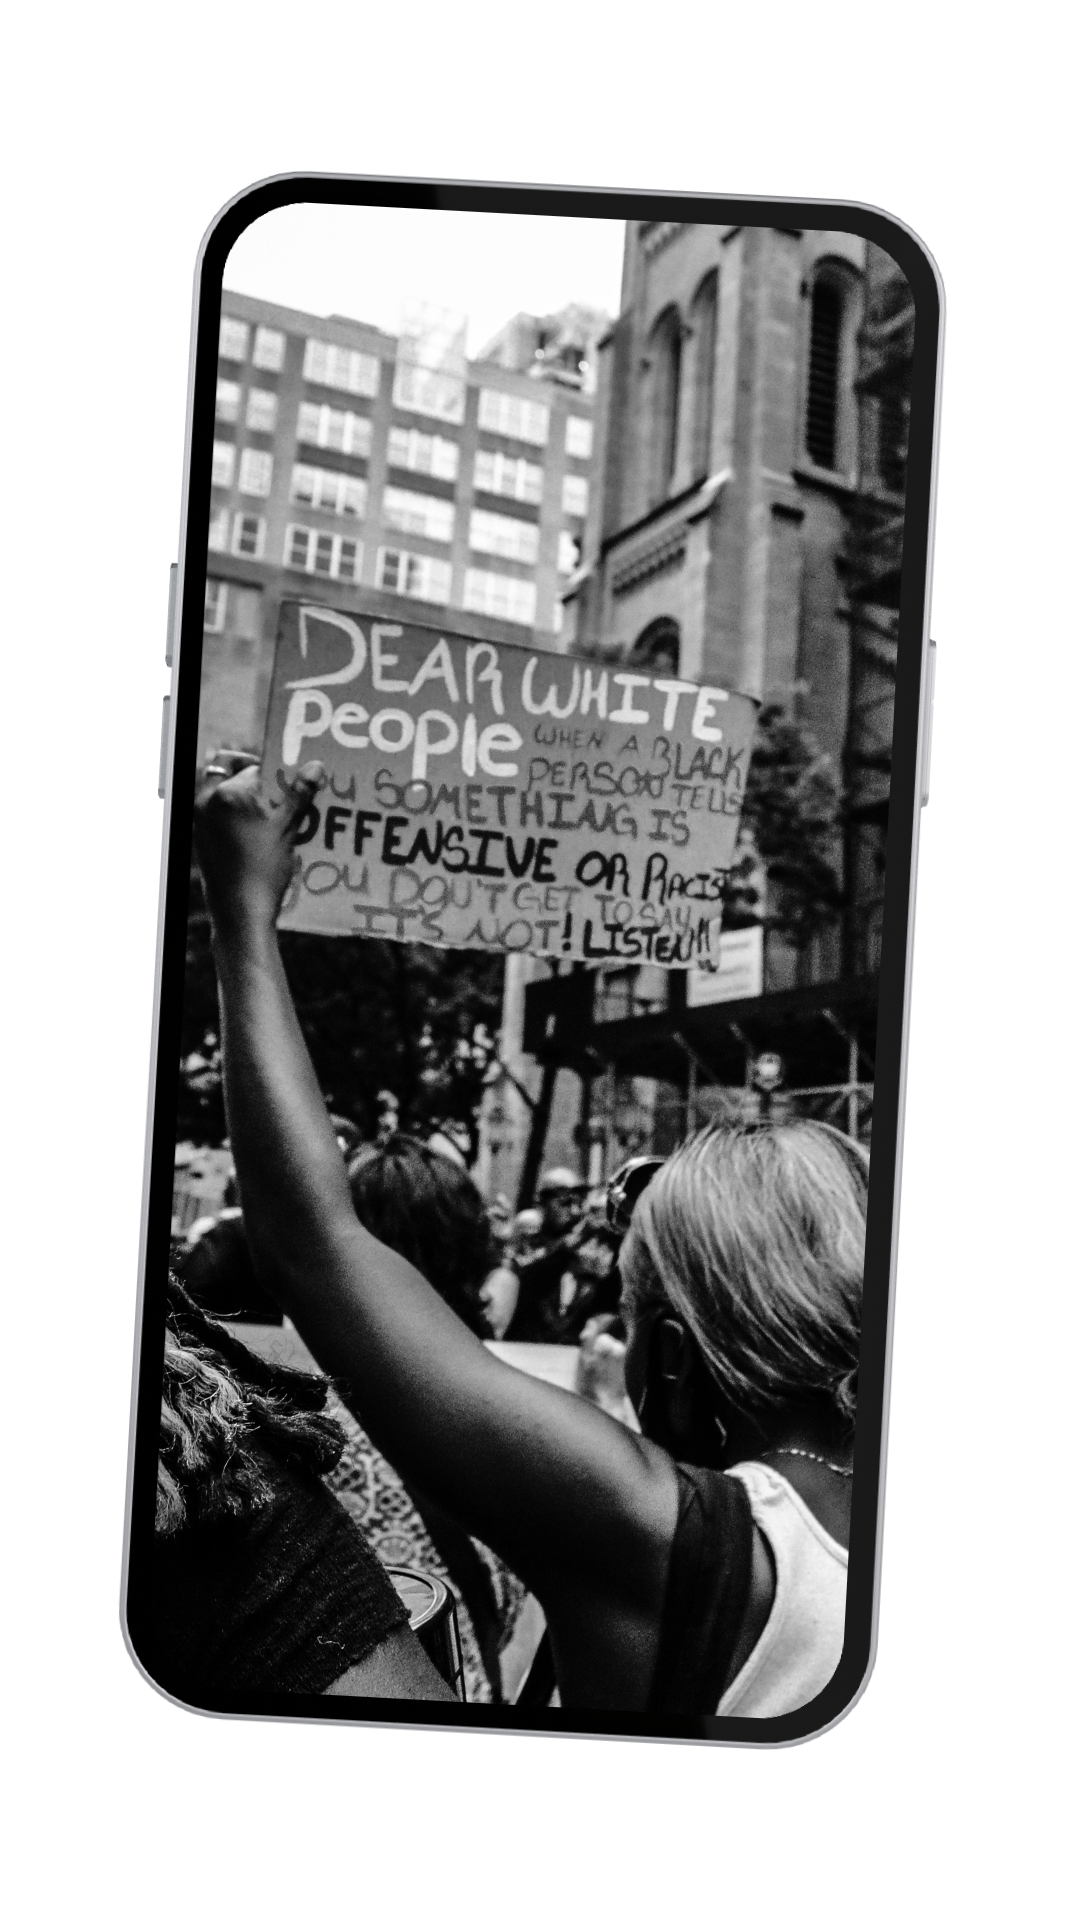 DEAR WHITE
People WHEN A BLACK
PERSON TELLS
YOU SOMETHING IS
OFFENSIVE OR RACIST
YOU DON'T GET TO SAY
IT'S NOT! LISTEN!!